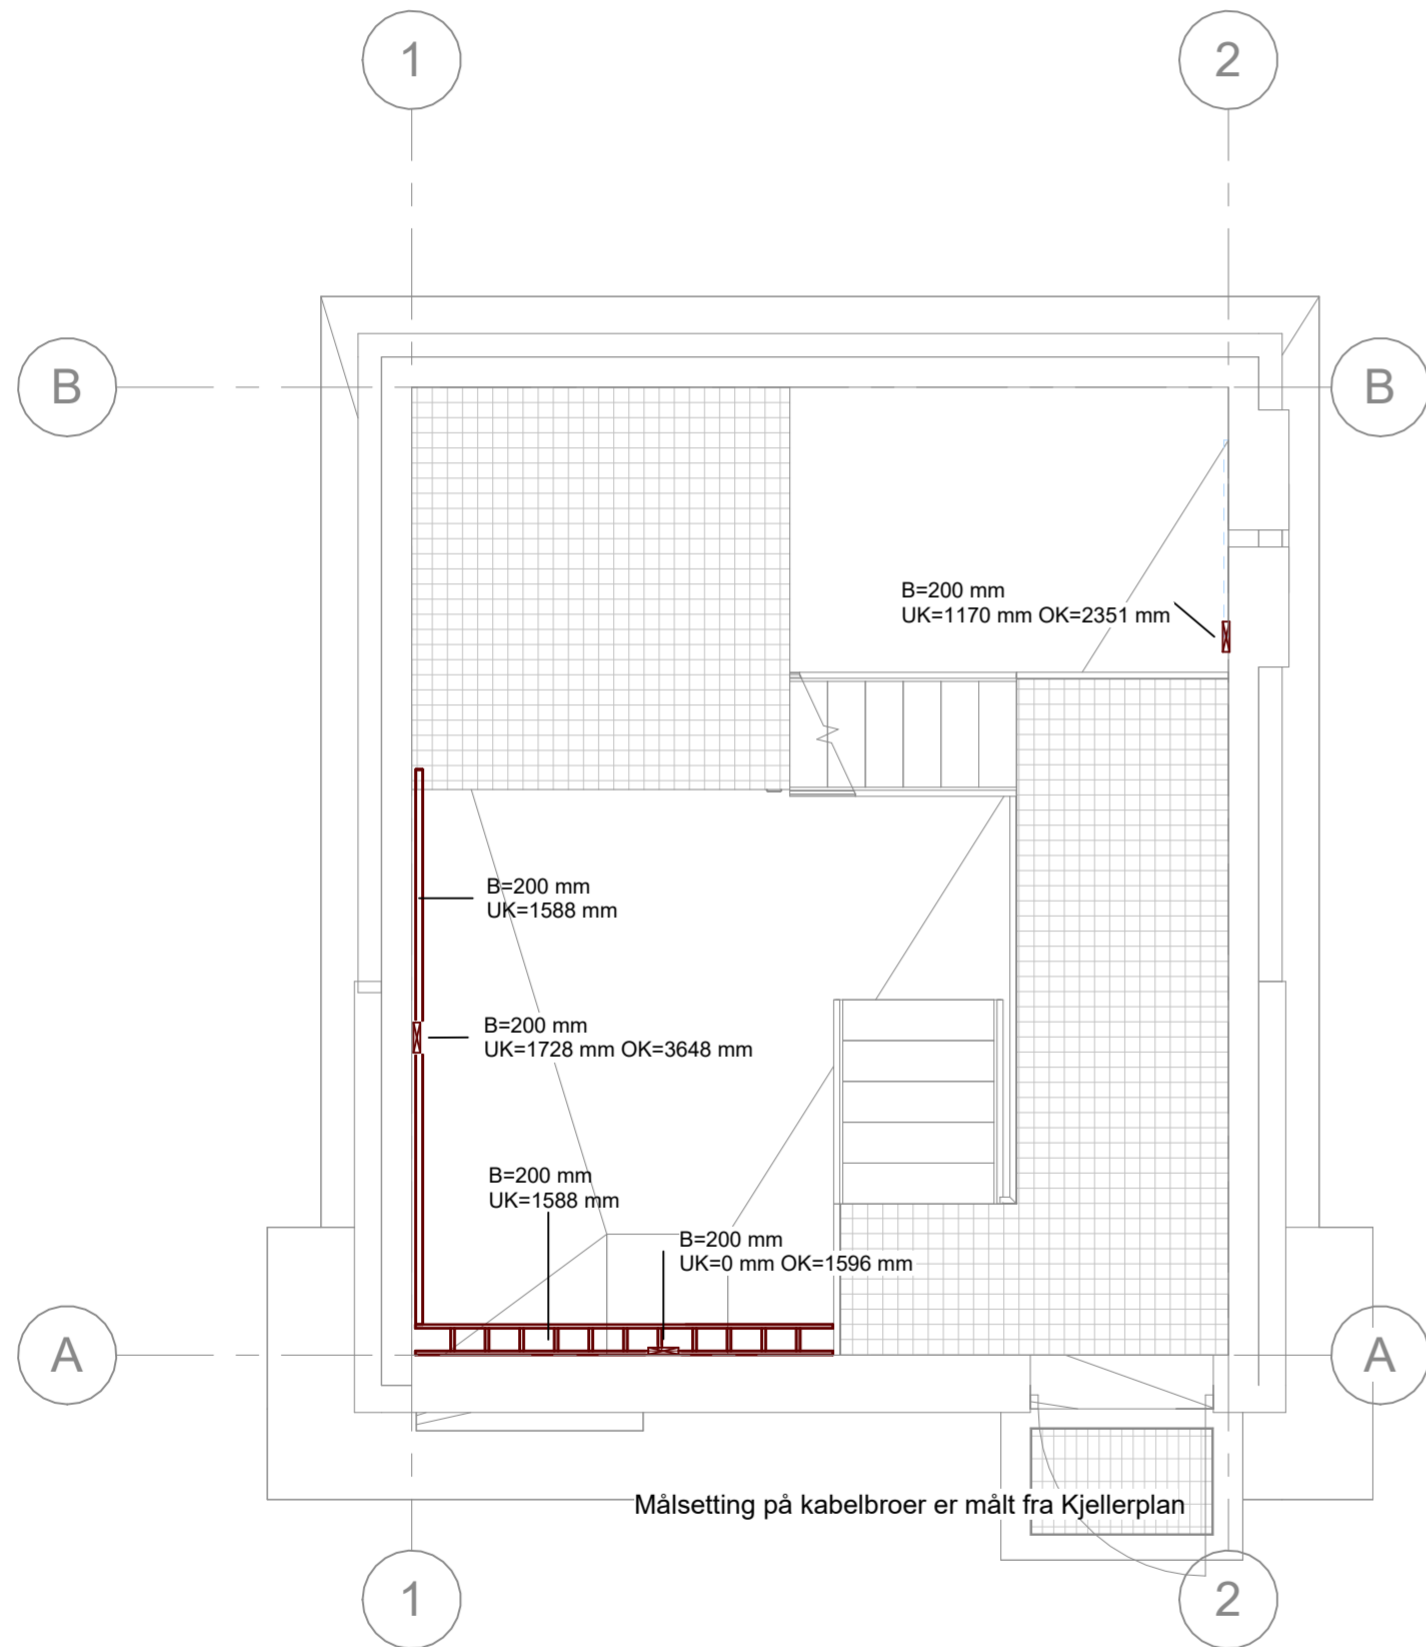 1
2
B
B
B=200 mm
UK=1170 mm OK=2351 mm
B=200 mm
UK=1588 mm
B=200 mm
UK=1728 mm OK=3648 mm
B=200 mm
UK=1588 mm
B=200 mm
UK=0 mm OK=1596 mm
A
A
Målsetting på kabelbroer er målt fra Kjellerplan
1
2